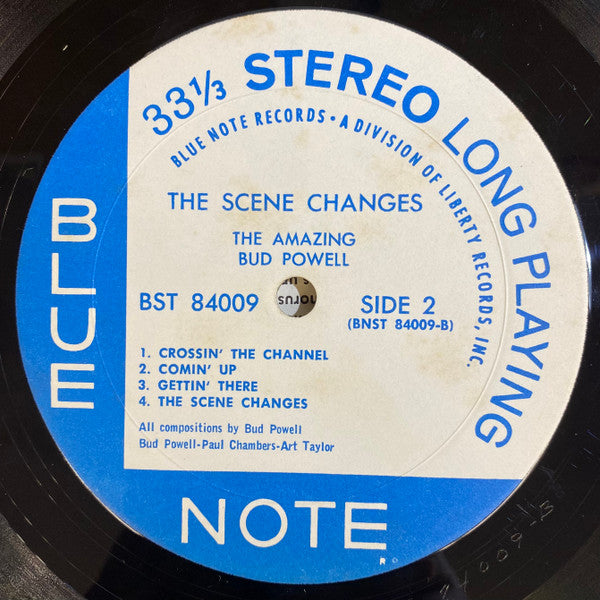 33⅓ STEREO LONG PLAYING
BLUE NOTE RECORDS • A DIVISION OF LIBERTY RECORDS, INC.
THE SCENE CHANGES
THE AMAZING
BUD POWELL
BST 84009
SIDE 2
(BNST 84009-B)
1. CROSSIN' THE CHANNEL
2. COMIN' UP
3. GETTIN' THERE
4. THE SCENE CHANGES
All compositions by Bud Powell
Bud Powell-Paul Chambers-Art Taylor
BLUE
NOTE